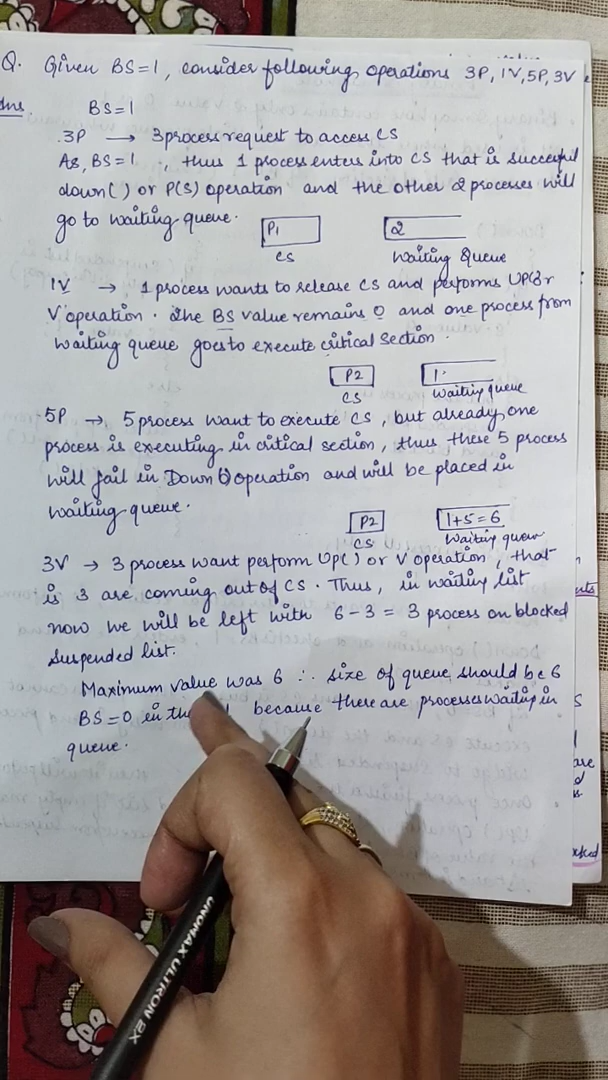 Q. Given BS=1, consider following operations 3P, 1V, 5P, 3V
Ans. BS=1
3P → 3 process request to access CS
As, BS=1, thus 1 process enters into CS that is successful
down() or P(S) operation and the other 2 processes will
go to waiting queue.
P1
2
CS
Waiting Queue
1V → 1 process wants to release CS and performs UP() or
V operation. The BS value remains 0 and one process from
waiting queue goes to execute critical section.
P2
1
CS
Waiting queue
5P → 5 process want to execute CS, but already one
process is executing in critical section, thus these 5 process
will fail in Down() operation and will be placed in
waiting queue.
P2
1+5=6
CS
Waiting queue
3V → 3 process want perform Up() or V operation, that
is 3 are coming out of CS. Thus, in waiting list
now we will be left with 6-3=3 process on blocked
suspended list.
Maximum value was 6 ∴ size of queue should be 6
BS=0 in the because there are processes waiting in
queue.
UNOMAX ULTRON 2X